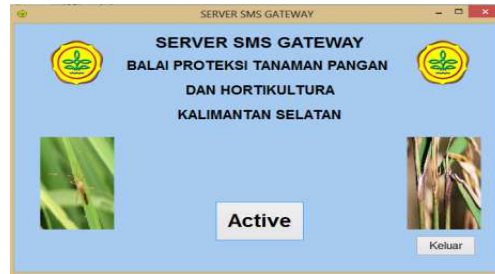 SERVER SMS GATEWAY
SERVER SMS GATEWAY
BALAI PROTEKSI TANAMAN PANGAN
DAN HORTIKULTURA
KALIMANTAN SELATAN
Active
Keluar